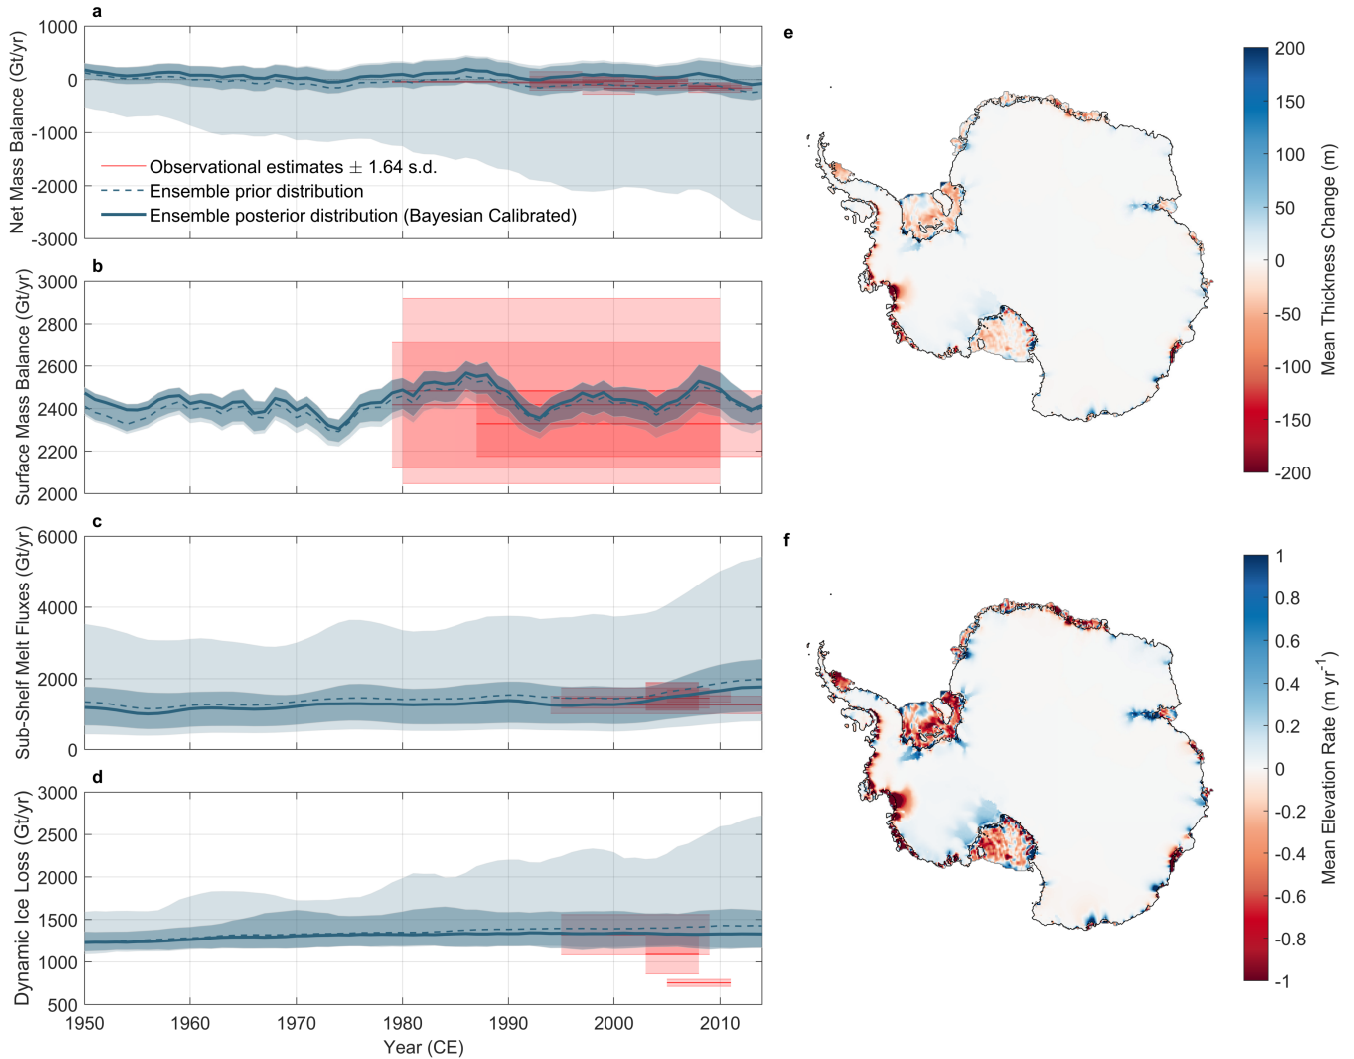 a
Net Mass Balance (Gt/yr)
1000
0
-1000
-2000
-3000
Observational estimates ± 1.64 s.d.
Ensemble prior distribution
Ensemble posterior distribution (Bayesian Calibrated)
b
Surface Mass Balance (Gt/yr)
3000
2800
2600
2400
2200
2000
c
Sub-Shelf Melt Fluxes (Gt/yr)
6000
4000
2000
0
d
Dynamic Ice Loss (Gt/yr)
3000
2500
2000
1500
1000
500
1950 1960 1970 1980 1990 2000 2010
Year (CE)
e
200
150
100
50
0
-50
-100
-150
-200
Mean Thickness Change (m)
f
1
0.8
0.6
0.4
0.2
0
-0.2
-0.4
-0.6
-0.8
-1
Mean Elevation Rate (m yr⁻¹)